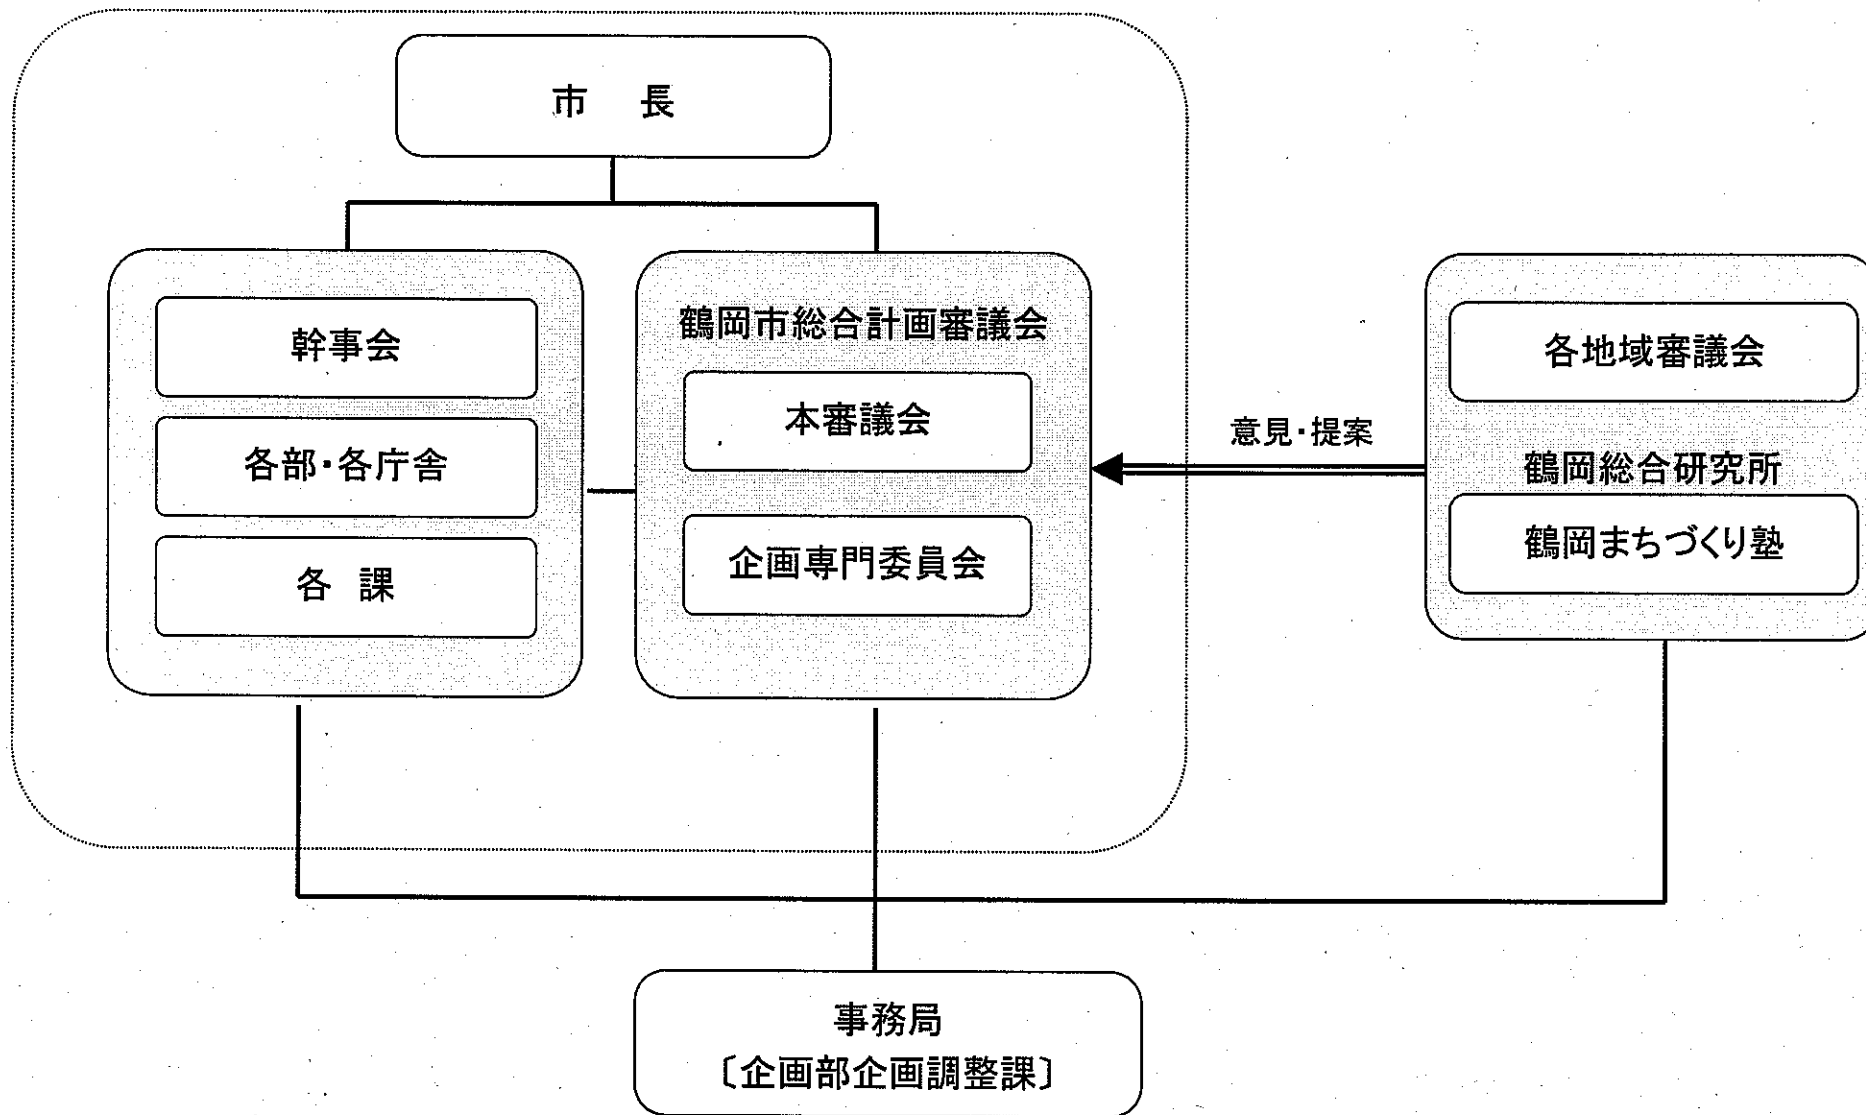 市　長
幹事会
各部・各庁舎
各　課
鶴岡市総合計画審議会
本審議会
企画専門委員会
意見・提案
各地域審議会
鶴岡総合研究所
鶴岡まちづくり塾
事務局
〔企画部企画調整課〕